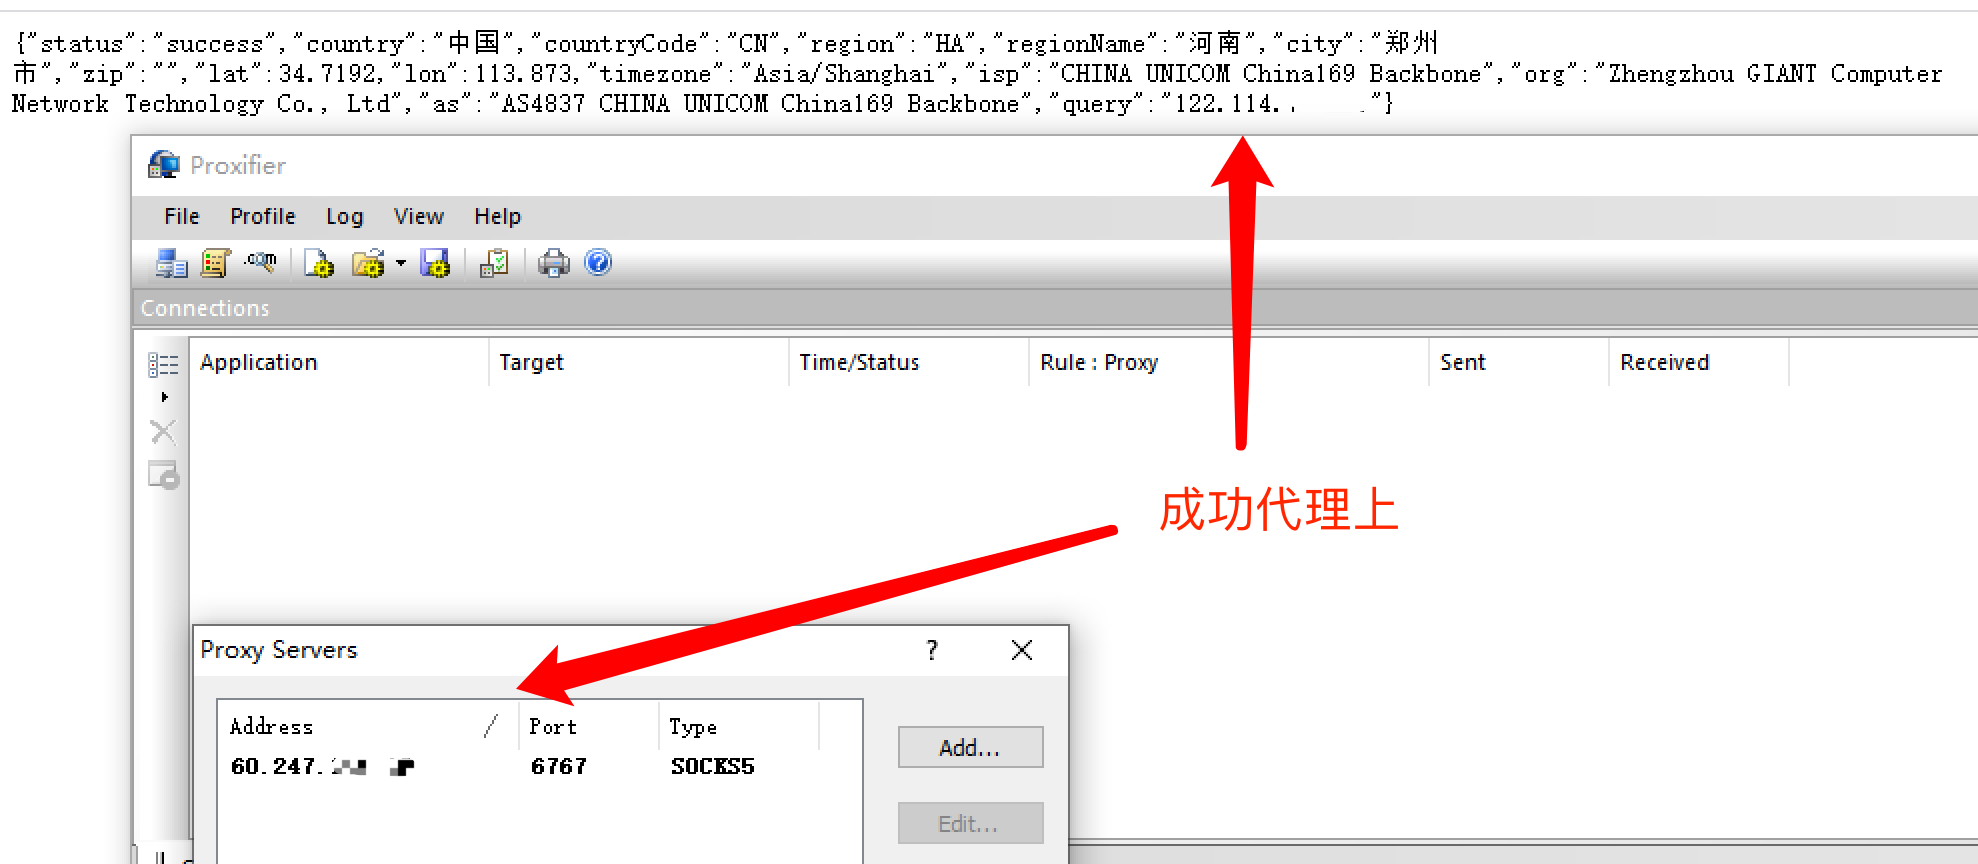 {"status":"success","country":"中国","countryCode":"CN","region":"HA","regionName":"河南","city":"郑州
市","zip":"","lat":34.7192,"lon":113.873,"timezone":"Asia/Shanghai","isp":"CHINA UNICOM China169 Backbone","org":"Zhengzhou GIANT Computer
Network Technology Co., Ltd","as":"AS4837 CHINA UNICOM China169 Backbone","query":"122.114. "}
Proxifier
File Profile Log View Help
.com
Connections
Application Target Time/Status Rule : Proxy Sent Received
成功代理上
Proxy Servers ?
Address / Port Type
60.247. 6767 SOCKS5
Add...
Edit...